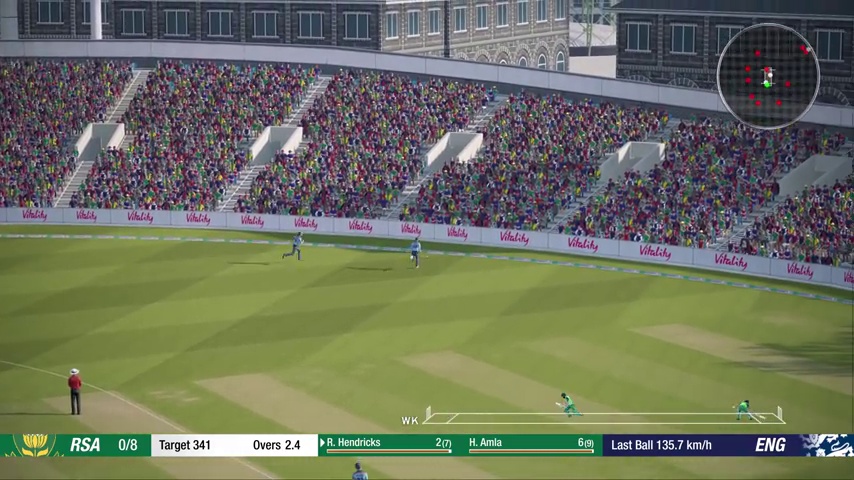 Vitality Vitality Vitality Vitality Vitality Vitality Vitality Vitality Vitality Vitality Vitality Vitality Vitality Vitality
WK
RSA 0/8 Target 341 Overs 2.4 R. Hendricks 2(7) H. Amla 6(9) Last Ball 135.7 km/h ENG